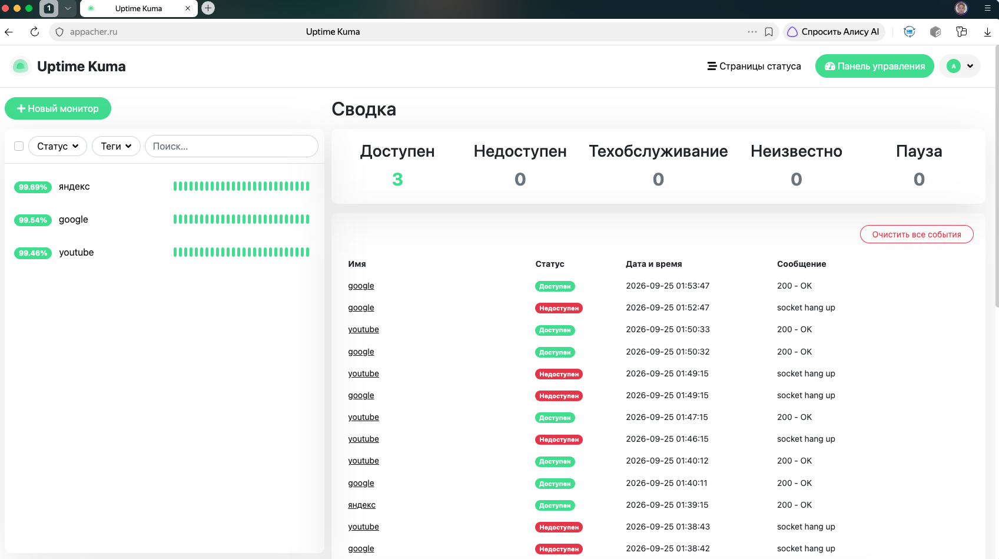 1
Uptime Kuma
appacher.ru
Uptime Kuma
Спросить Алису AI
Uptime Kuma
Страницы статуса
Панель управления
A
Новый монитор
Статус
Теги
Поиск...
99.69% яндекс
99.54% google
99.46% youtube
Сводка
Доступен Недоступен Техобслуживание Неизвестно Пауза
3 0 0 0 0
Очистить все события
Имя Статус Дата и время Сообщение
google Доступен 2026-09-25 01:53:47 200 - OK
google Недоступен 2026-09-25 01:52:47 socket hang up
youtube Доступен 2026-09-25 01:50:33 200 - OK
google Доступен 2026-09-25 01:50:32 200 - OK
youtube Недоступен 2026-09-25 01:49:15 socket hang up
google Недоступен 2026-09-25 01:49:15 socket hang up
youtube Доступен 2026-09-25 01:47:15 200 - OK
youtube Недоступен 2026-09-25 01:46:15 socket hang up
youtube Доступен 2026-09-25 01:40:12 200 - OK
google Доступен 2026-09-25 01:40:11 200 - OK
яндекс Доступен 2026-09-25 01:39:15 200 - OK
youtube Недоступен 2026-09-25 01:38:43 socket hang up
google Недоступен 2026-09-25 01:38:42 socket hang up